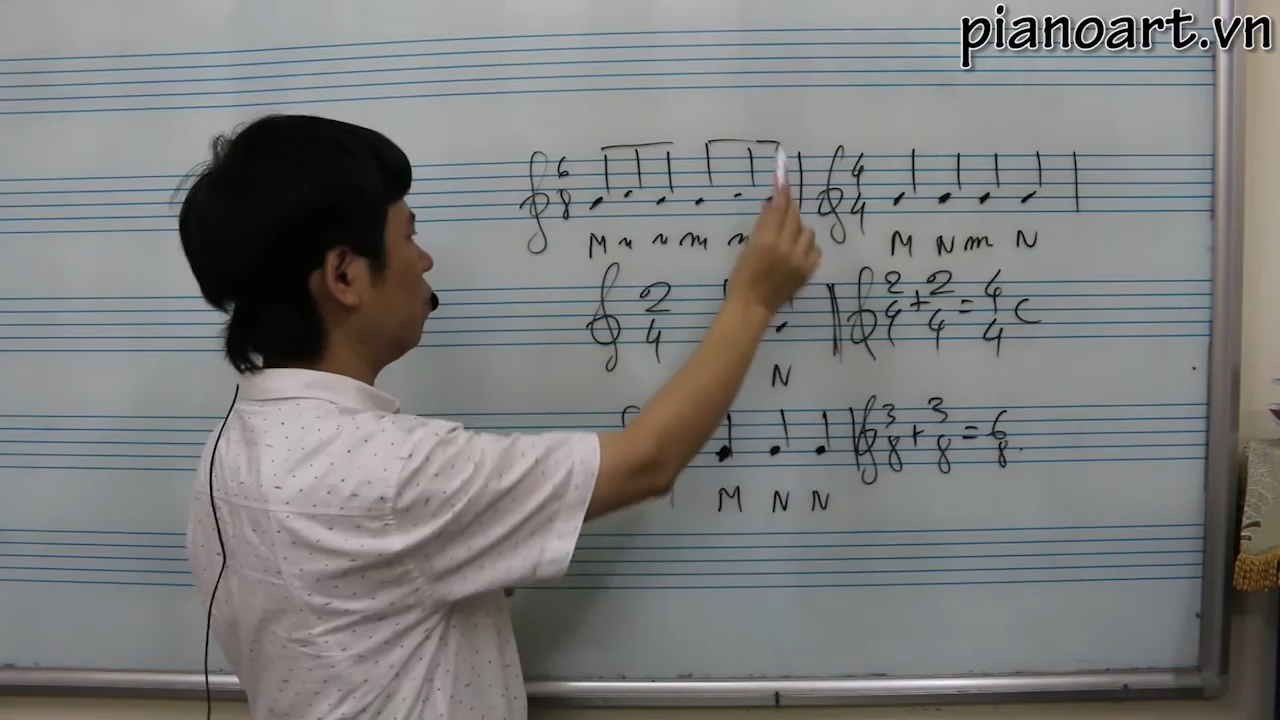 pianoart.vn
6 4
8 4
M n n m n M N m N
2 2 + 2 = 4 C
4 4 4 4
N
3 + 3 = 6
8 8 8
M N N